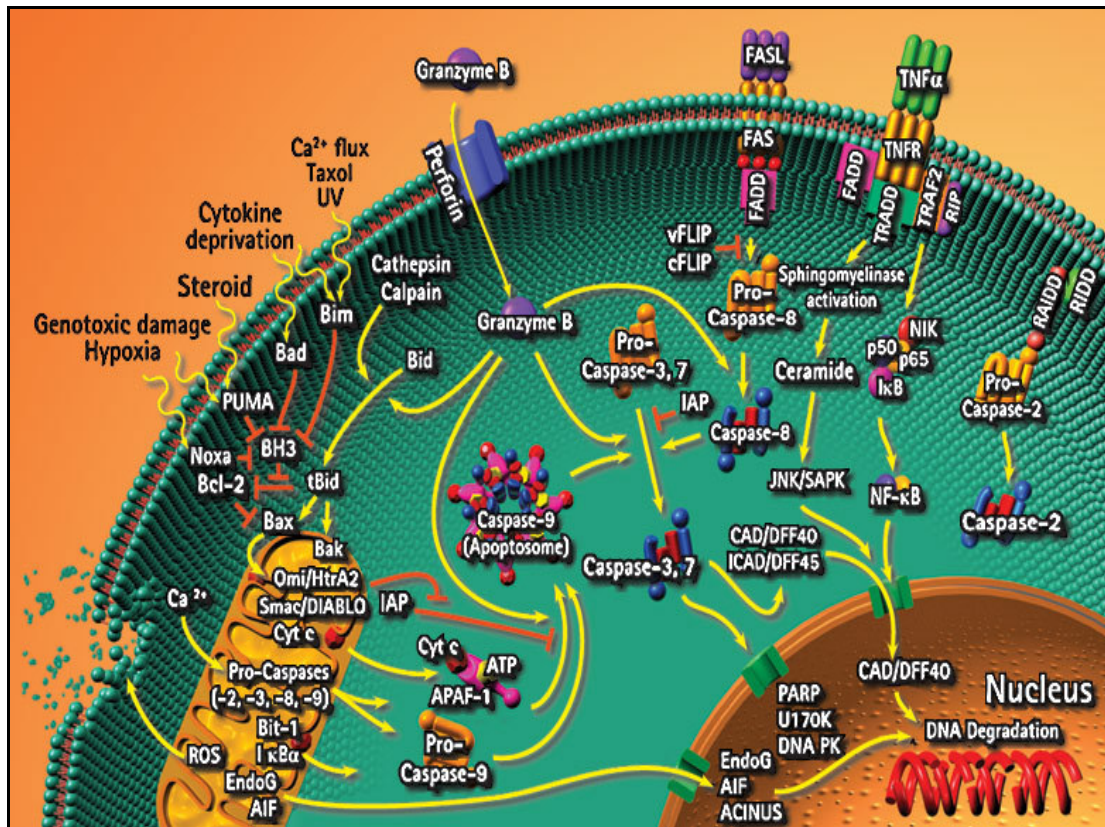 FASL
TNFα
Granzyme B
Perforin
FAS
TNFR
FADD
FADD
TRADD
TRAF2
RIP
Ca²⁺ flux
Taxol
UV
Cytokine
deprivation
Steroid
Genotoxic damage
Hypoxia
Cathepsin
Calpain
vFLIP
cFLIP
Pro-
Caspase-8
Sphingomyelinase
activation
RAIDD
RIDD
Bim
Bad
Bid
Granzyme B
Pro-
Caspase-3, 7
NIK
p50
p65
IκB
Ceramide
Pro-
Caspase-2
PUMA
BH3
Noxa
Bcl-2
tBid
IAP
Caspase-8
JNK/SAPK
NF-κB
Caspase-2
Bax
Bak
Caspase-9
(Apoptosome)
Caspase-3, 7
CAD/DFF40
ICAD/DFF45
Omi/HtrA2
Smac/DIABLO
IAP
Cyt c
Ca ²⁺
Cyt c
ATP
APAF-1
Pro-Caspases
(-2, -3, -8, -9)
Bit-1
IκBα
ROS
EndoG
AIF
Pro-
Caspase-9
CAD/DFF40
Nucleus
PARP
U170K
DNA PK
DNA Degradation
EndoG
AIF
ACINUS